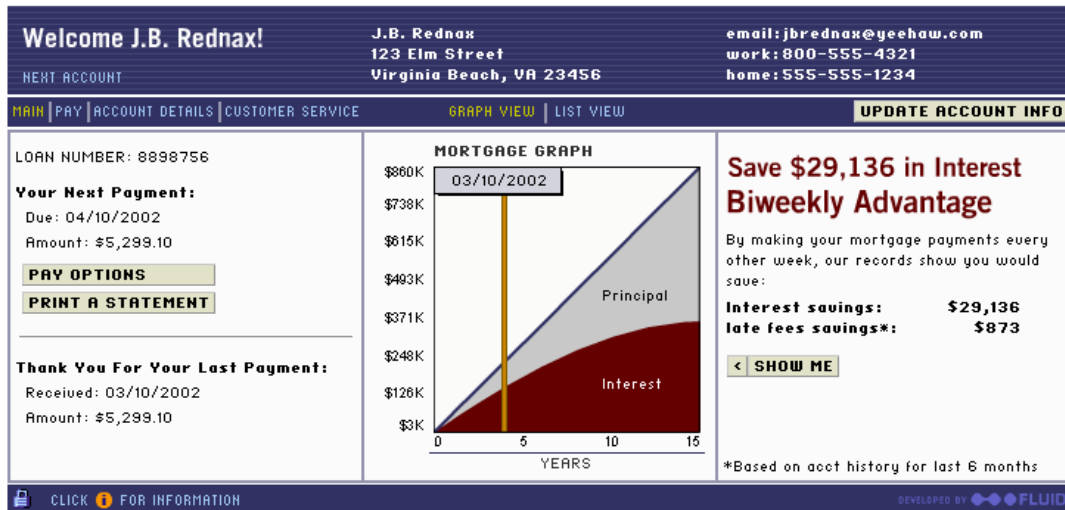 Welcome J.B. Rednax!
NEXT ACCOUNT
J.B. Rednax
123 Elm Street
Virginia Beach, VA 23456
email:jbrednax@yeehaw.com
work:800-555-4321
home:555-555-1234
MAIN PAY ACCOUNT DETAILS CUSTOMER SERVICE
GRAPH VIEW LIST VIEW
UPDATE ACCOUNT INFO
LOAN NUMBER: 8898756
Your Next Payment:
Due: 04/10/2002
Amount: $5,299.10
PAY OPTIONS
PRINT A STATEMENT
Thank You For Your Last Payment:
Received: 03/10/2002
Amount: $5,299.10
MORTGAGE GRAPH
03/10/2002
$860K
$738K
$615K
$493K
$371K
$248K
$126K
$3K
Principal
Interest
0 5 10 15
YEARS
Save $29,136 in Interest
Biweekly Advantage
By making your mortgage payments every
other week, our records show you would
save:
Interest savings: $29,136
late fees savings*: $873
< SHOW ME
*Based on acct history for last 6 months
CLICK i FOR INFORMATION
DEVELOPED BY FLUID